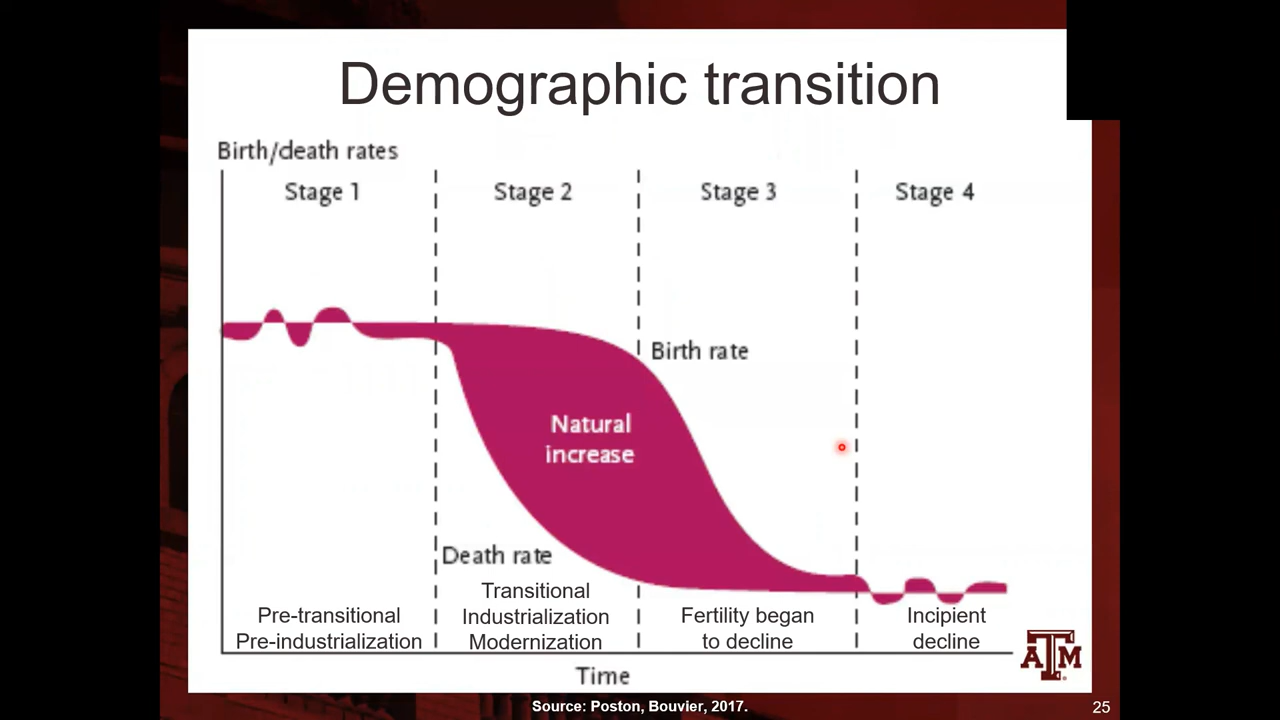 Demographic transition
Birth/death rates
Stage 1
Stage 2
Stage 3
Stage 4
Birth rate
Natural
increase
Death rate
Pre-transitional
Pre-industrialization
Transitional
Industrialization
Modernization
Fertility began
to decline
Incipient
decline
Time
ATM
Source: Poston, Bouvier, 2017.
25